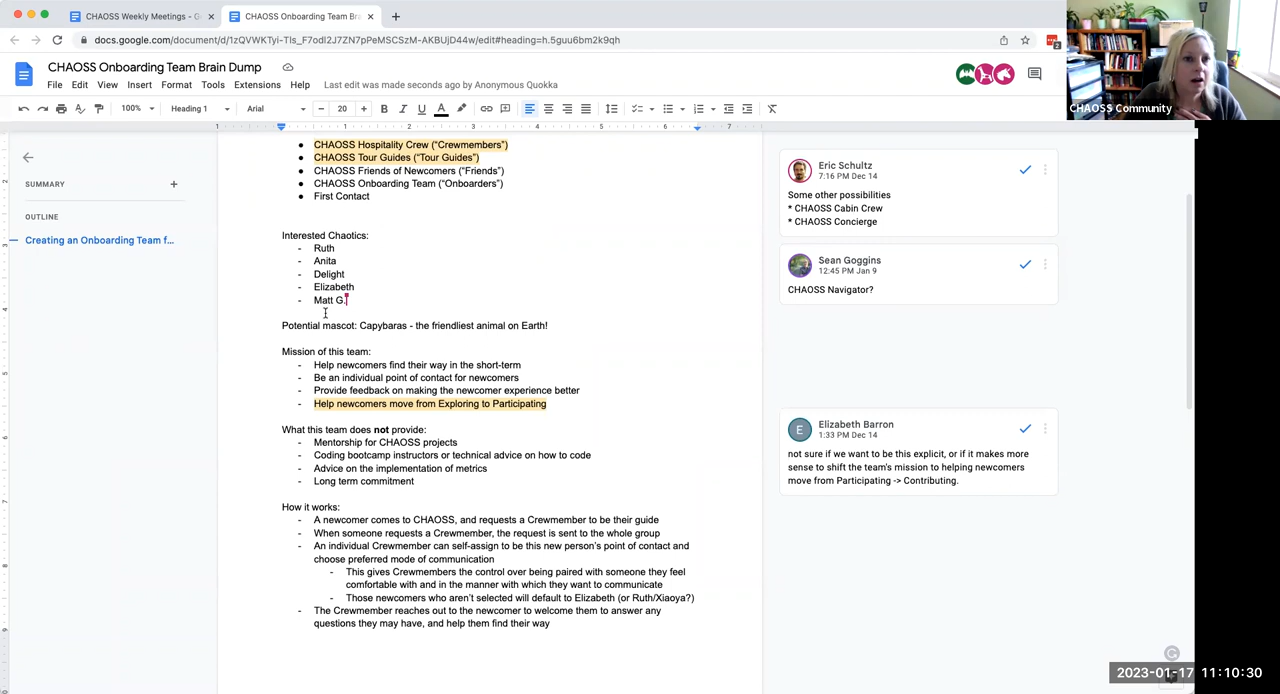 CHAOSS Weekly Meetings - G
CHAOSS Onboarding Team Bra
docs.google.com/document/d/1zQVWKTyi-Tls_F7odl2J7ZN7pPeMSCSzM-AKBUjD44w/edit#heading=h.5guu6bm2k9qh
2
CHAOSS Onboarding Team Brain Dump
File Edit View Insert Format Tools Extensions Help Last edit was made seconds ago by Anonymous Quokka
100% Heading 1 Arial − 20 + B I U A
1 1 2 3 4 5 6 7
CHAOSS Community
SUMMARY
OUTLINE
Creating an Onboarding Team f...
● CHAOSS Hospitality Crew (“Crewmembers”)
● CHAOSS Tour Guides (“Tour Guides”)
● CHAOSS Friends of Newcomers (“Friends”)
● CHAOSS Onboarding Team (“Onboarders”)
● First Contact
Interested Chaotics:
- Ruth
- Anita
- Delight
- Elizabeth
- Matt G.
Potential mascot: Capybaras - the friendliest animal on Earth!
Mission of this team:
- Help newcomers find their way in the short-term
- Be an individual point of contact for newcomers
- Provide feedback on making the newcomer experience better
- Help newcomers move from Exploring to Participating
What this team does not provide:
- Mentorship for CHAOSS projects
- Coding bootcamp instructors or technical advice on how to code
- Advice on the implementation of metrics
- Long term commitment
How it works:
- A newcomer comes to CHAOSS, and requests a Crewmember to be their guide
- When someone requests a Crewmember, the request is sent to the whole group
- An individual Crewmember can self-assign to be this new person’s point of contact and
choose preferred mode of communication
- This gives Crewmembers the control over being paired with someone they feel
comfortable with and in the manner with which they want to communicate
- Those newcomers who aren’t selected will default to Elizabeth (or Ruth/Xiaoya?)
- The Crewmember reaches out to the newcomer to welcome them to answer any
questions they may have, and help them find their way
Eric Schultz
7:16 PM Dec 14
Some other possibilities
* CHAOSS Cabin Crew
* CHAOSS Concierge
Sean Goggins
12:45 PM Jan 9
CHAOSS Navigator?
E
Elizabeth Barron
1:33 PM Dec 14
not sure if we want to be this explicit, or if it makes more
sense to shift the team's mission to helping newcomers
move from Participating -> Contributing.
2023-01-17 11:10:30